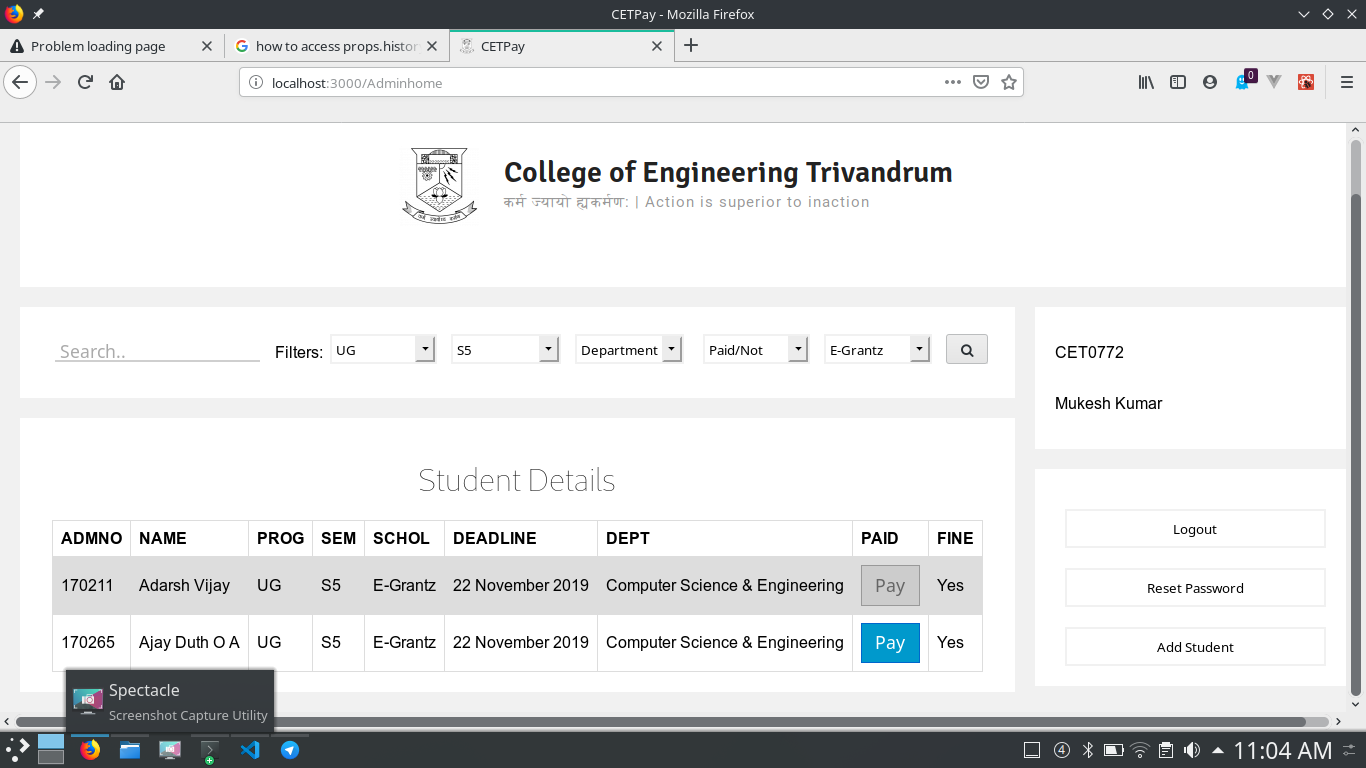 CETPay - Mozilla Firefox
Problem loading page
how to access props.histor
CETPay
localhost:3000/Adminhome
0
College of Engineering Trivandrum
कर्म ज्यायो ह्यकर्मण: | Action is superior to inaction
Search..
Filters:
UG
S5
Department
Paid/Not
E-Grantz
CET0772
Mukesh Kumar
Student Details
ADMNO NAME PROG SEM SCHOL DEADLINE DEPT PAID FINE
170211 Adarsh Vijay UG S5 E-Grantz 22 November 2019 Computer Science & Engineering Pay Yes
170265 Ajay Duth O A UG S5 E-Grantz 22 November 2019 Computer Science & Engineering Pay Yes
Logout
Reset Password
Add Student
Spectacle
Screenshot Capture Utility
4
11:04 AM